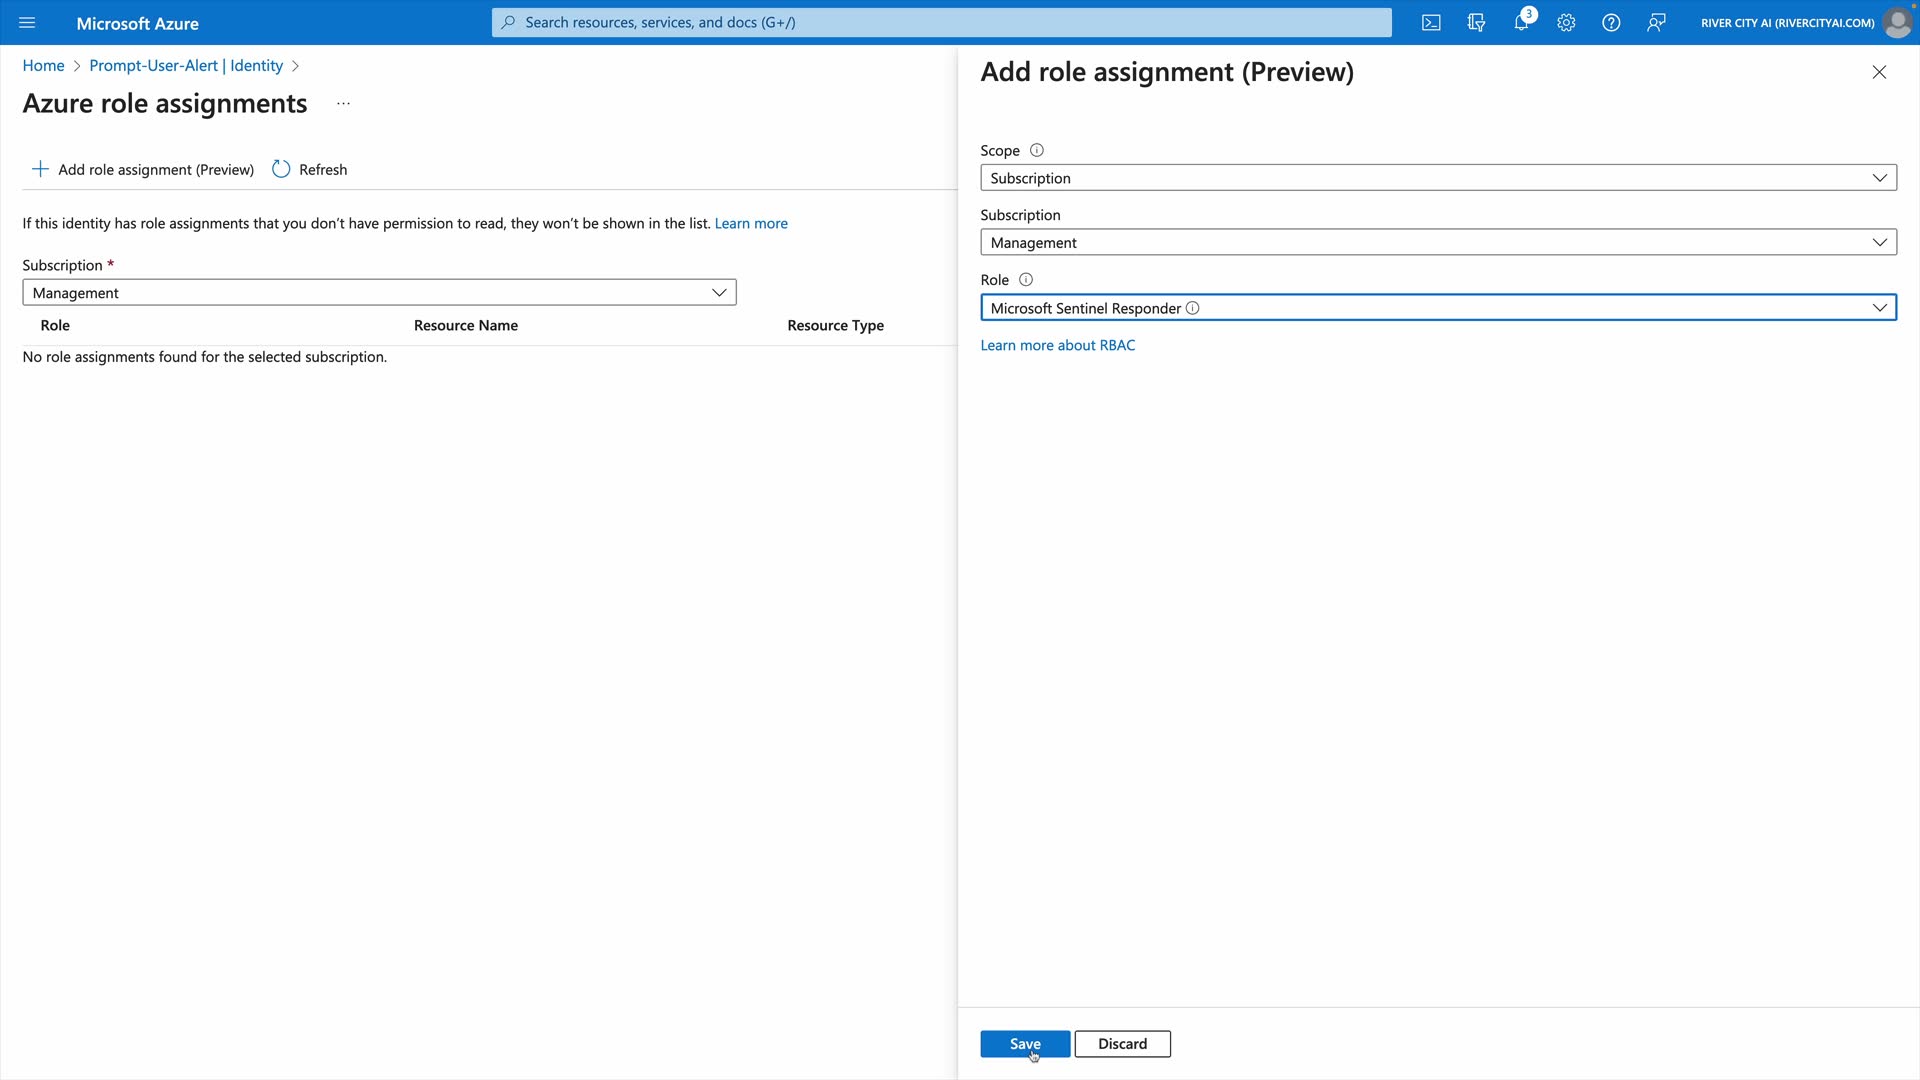 Microsoft Azure
Search resources, services, and docs (G+/)
3
RIVER CITY AI (RIVERCITYAI.COM)
Home > Prompt-User-Alert | Identity >
Azure role assignments ...
Add role assignment (Preview)
Refresh
If this identity has role assignments that you don't have permission to read, they won't be shown in the list. Learn more
Subscription *
Management
Role Resource Name Resource Type
No role assignments found for the selected subscription.
Add role assignment (Preview)
Scope
Subscription
Subscription
Management
Role
Microsoft Sentinel Responder
Learn more about RBAC
Save
Discard